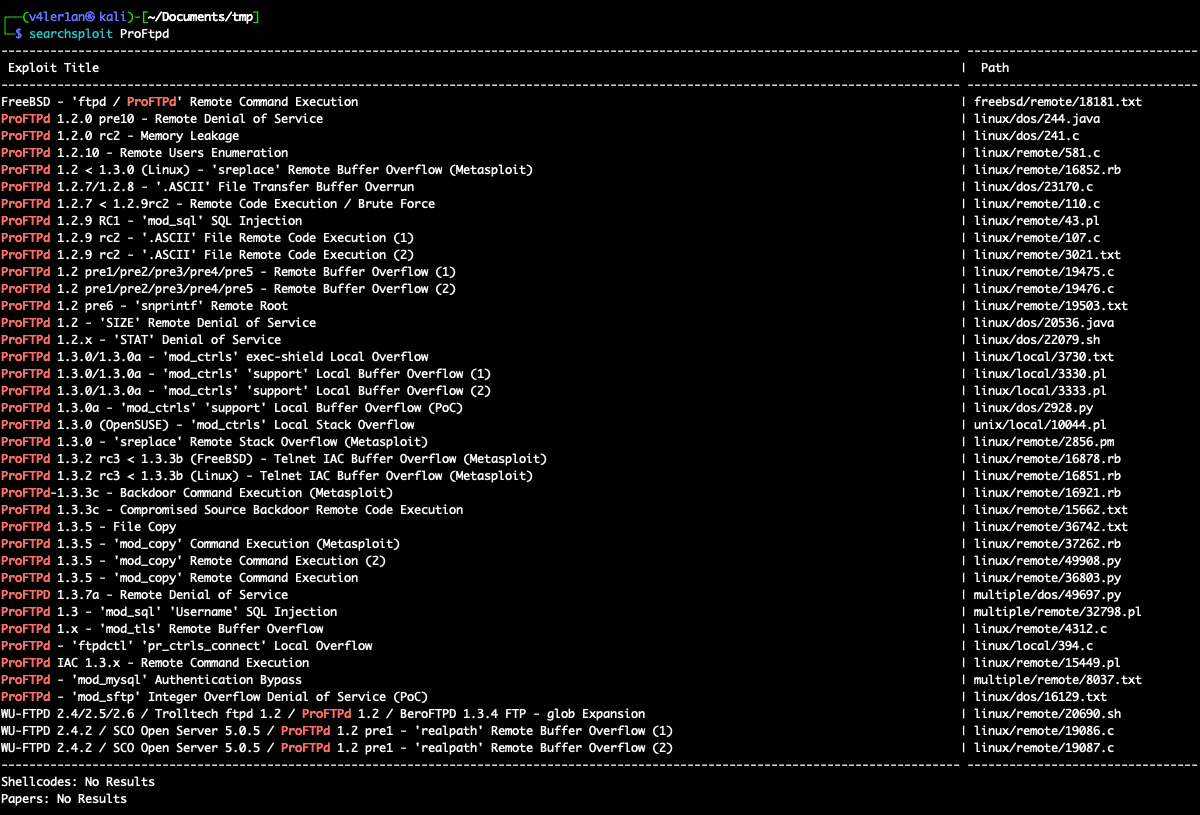 ┌──(v4ler1an㉿kali)-[~/Documents/tmp]
└─$ searchsploit ProFtpd
Exploit Title | Path
FreeBSD - 'ftpd / ProFTPd' Remote Command Execution | freebsd/remote/18181.txt
ProFTPd 1.2.0 pre10 - Remote Denial of Service | linux/dos/244.java
ProFTPd 1.2.0 rc2 - Memory Leakage | linux/dos/241.c
ProFTPd 1.2.10 - Remote Users Enumeration | linux/remote/581.c
ProFTPd 1.2 < 1.3.0 (Linux) - 'sreplace' Remote Buffer Overflow (Metasploit) | linux/remote/16852.rb
ProFTPd 1.2.7/1.2.8 - '.ASCII' File Transfer Buffer Overrun | linux/dos/23170.c
ProFTPd 1.2.7 < 1.2.9rc2 - Remote Code Execution / Brute Force | linux/remote/110.c
ProFTPd 1.2.9 RC1 - 'mod_sql' SQL Injection | linux/remote/43.pl
ProFTPd 1.2.9 rc2 - '.ASCII' File Remote Code Execution (1) | linux/remote/107.c
ProFTPd 1.2.9 rc2 - '.ASCII' File Remote Code Execution (2) | linux/remote/3021.txt
ProFTPd 1.2 pre1/pre2/pre3/pre4/pre5 - Remote Buffer Overflow (1) | linux/remote/19475.c
ProFTPd 1.2 pre1/pre2/pre3/pre4/pre5 - Remote Buffer Overflow (2) | linux/remote/19476.c
ProFTPd 1.2 pre6 - 'snprintf' Remote Root | linux/remote/19503.txt
ProFTPd 1.2 - 'SIZE' Remote Denial of Service | linux/dos/20536.java
ProFTPd 1.2.x - 'STAT' Denial of Service | linux/dos/22079.sh
ProFTPd 1.3.0/1.3.0a - 'mod_ctrls' exec-shield Local Overflow | linux/local/3730.txt
ProFTPd 1.3.0/1.3.0a - 'mod_ctrls' 'support' Local Buffer Overflow (1) | linux/local/3330.pl
ProFTPd 1.3.0/1.3.0a - 'mod_ctrls' 'support' Local Buffer Overflow (2) | linux/local/3333.pl
ProFTPd 1.3.0a - 'mod_ctrls' 'support' Local Buffer Overflow (PoC) | linux/dos/2928.py
ProFTPd 1.3.0 (OpenSUSE) - 'mod_ctrls' Local Stack Overflow | unix/local/10044.pl
ProFTPd 1.3.0 - 'sreplace' Remote Stack Overflow (Metasploit) | linux/remote/2856.pm
ProFTPd 1.3.2 rc3 < 1.3.3b (FreeBSD) - Telnet IAC Buffer Overflow (Metasploit) | linux/remote/16878.rb
ProFTPd 1.3.2 rc3 < 1.3.3b (Linux) - Telnet IAC Buffer Overflow (Metasploit) | linux/remote/16851.rb
ProFTPd-1.3.3c - Backdoor Command Execution (Metasploit) | linux/remote/16921.rb
ProFTPd 1.3.3c - Compromised Source Backdoor Remote Code Execution | linux/remote/15662.txt
ProFTPd 1.3.5 - File Copy | linux/remote/36742.txt
ProFTPd 1.3.5 - 'mod_copy' Command Execution (Metasploit) | linux/remote/37262.rb
ProFTPd 1.3.5 - 'mod_copy' Remote Command Execution (2) | linux/remote/49908.py
ProFTPd 1.3.5 - 'mod_copy' Remote Command Execution | linux/remote/36803.py
ProFTPD 1.3.7a - Remote Denial of Service | multiple/dos/49697.py
ProFTPd 1.3 - 'mod_sql' 'Username' SQL Injection | multiple/remote/32798.pl
ProFTPd 1.x - 'mod_tls' Remote Buffer Overflow | linux/remote/4312.c
ProFTPd - 'ftpdctl' 'pr_ctrls_connect' Local Overflow | linux/local/394.c
ProFTPd IAC 1.3.x - Remote Command Execution | linux/remote/15449.pl
ProFTPd - 'mod_mysql' Authentication Bypass | multiple/remote/8037.txt
ProFTPd - 'mod_sftp' Integer Overflow Denial of Service (PoC) | linux/dos/16129.txt
WU-FTPD 2.4/2.5/2.6 / Trolltech ftpd 1.2 / ProFTPd 1.2 / BeroFTPD 1.3.4 FTP - glob Expansion | linux/remote/20690.sh
WU-FTPD 2.4.2 / SCO Open Server 5.0.5 / ProFTPd 1.2 pre1 - 'realpath' Remote Buffer Overflow (1) | linux/remote/19086.c
WU-FTPD 2.4.2 / SCO Open Server 5.0.5 / ProFTPd 1.2 pre1 - 'realpath' Remote Buffer Overflow (2) | linux/remote/19087.c
Shellcodes: No Results
Papers: No Results